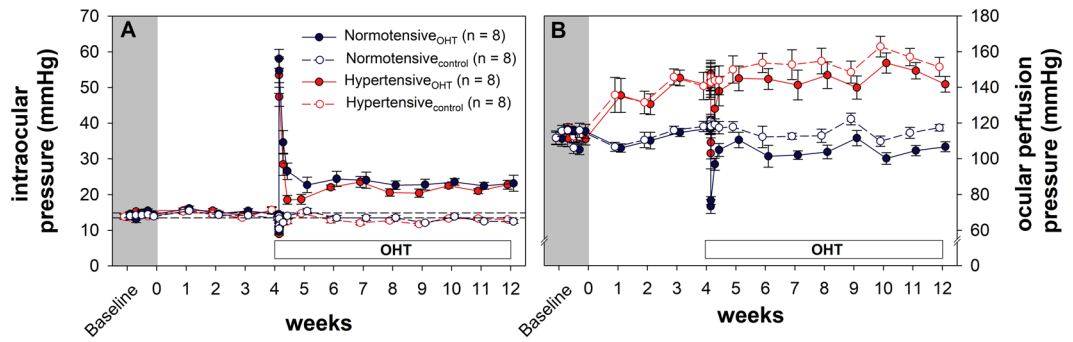 A
70
60
50
40
30
20
10
0
intraocular
pressure (mmHg)
NormotensiveOHT (n = 8)
Normotensivecontrol (n = 8)
HypertensiveOHT (n = 8)
Hypertensivecontrol (n = 8)
OHT
Baseline 0 1 2 3 4 5 6 7 8 9 10 11 12
weeks
B
180
160
140
120
100
80
60
0
ocular perfusion
pressure (mmHg)
OHT
Baseline 0 1 2 3 4 5 6 7 8 9 10 11 12
weeks